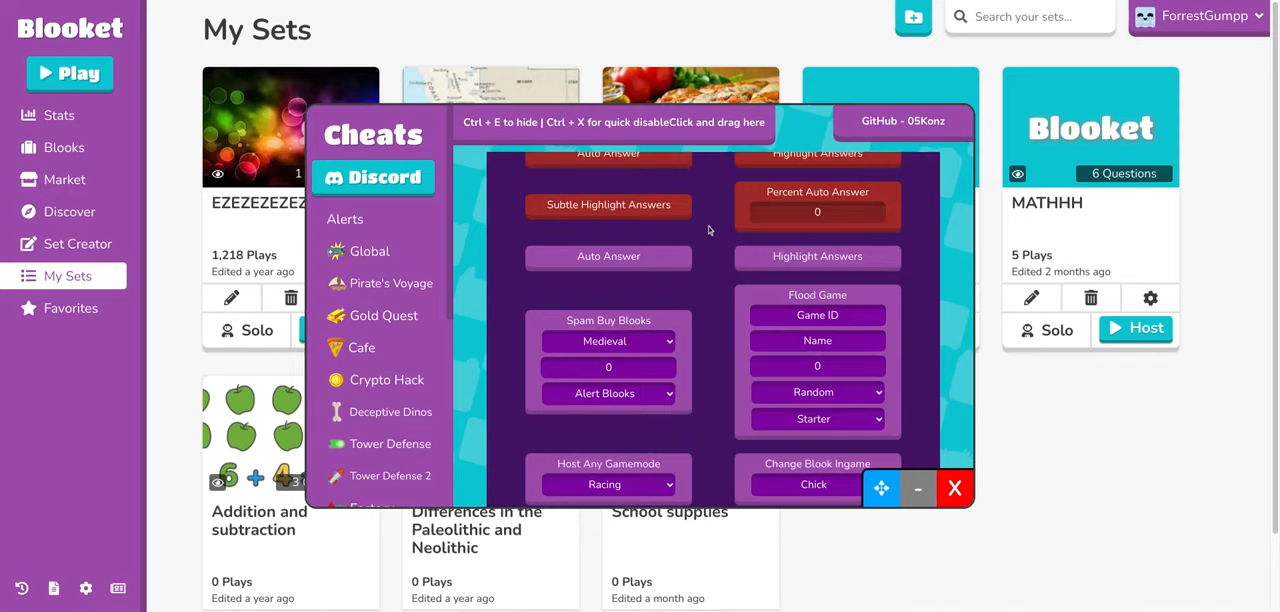 Blooket
Play
Stats
Blooks
Market
Discover
Set Creator
My Sets
Favorites
My Sets
Search your sets...
ForrestGumpp
EZEZEZEZEZ
1,218 Plays
Edited a year ago
Solo
Blooket
6 Questions
MATHHH
5 Plays
Edited 2 months ago
Solo
Host
Addition and
subtraction
0 Plays
Edited a year ago
Differences in the
Paleolithic and
Neolithic
0 Plays
Edited a year ago
School supplies
0 Plays
Edited a month ago
Cheats
Discord
Alerts
Global
Pirate's Voyage
Gold Quest
Cafe
Crypto Hack
Deceptive Dinos
Tower Defense
Tower Defense 2
Factory
Ctrl + E to hide | Ctrl + X for quick disableClick and drag here
GitHub - 05Konz
Auto Answer
Highlight Answers
Subtle Highlight Answers
Percent Auto Answer
0
Auto Answer
Highlight Answers
Spam Buy Blooks
Medieval
0
Alert Blooks
Flood Game
Game ID
Name
0
Random
Starter
Host Any Gamemode
Racing
Change Blook Ingame
Chick
-
X